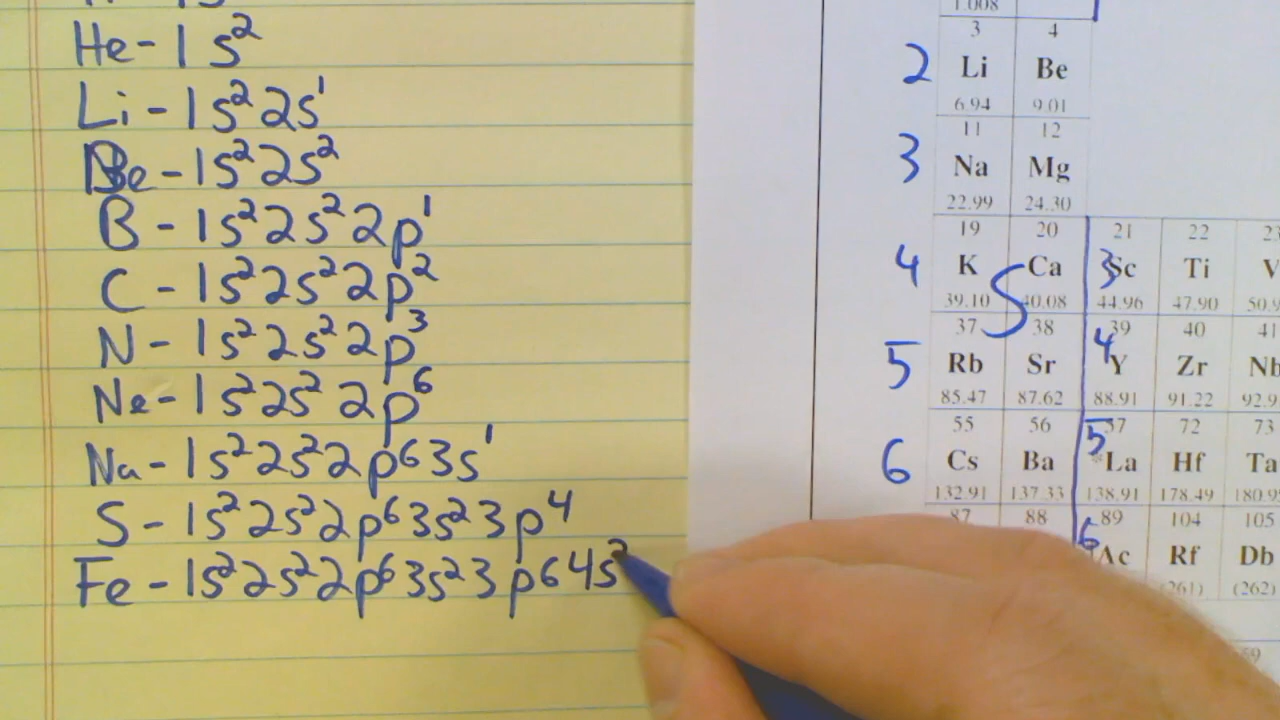 He - 1s²
Li - 1s²2s¹
Be - 1s²2s²
B - 1s²2s²2p¹
C - 1s²2s²2p²
N - 1s²2s²2p³
Ne - 1s²2s²2p⁶
Na - 1s²2s²2p⁶3s¹
S - 1s²2s²2p⁶3s²3p⁴
Fe - 1s²2s²2p⁶3s²3p⁶4s²
1.008
3 4
2 Li Be
6.94 9.01
11 12
3 Na Mg
22.99 24.30
19 20 21 22
4 K S Ca 3 Sc Ti V
39.10 40.08 44.96 47.90
37 38 39 40
5 Rb Sr 4 Y Zr Nb
85.47 87.62 88.91 91.22
55 56 5 57 72 73
6 Cs Ba *La Hf Ta
132.91 137.33 138.91 178.49
87 88 89 104 105
6 Ac Rf Db
(261) (262)